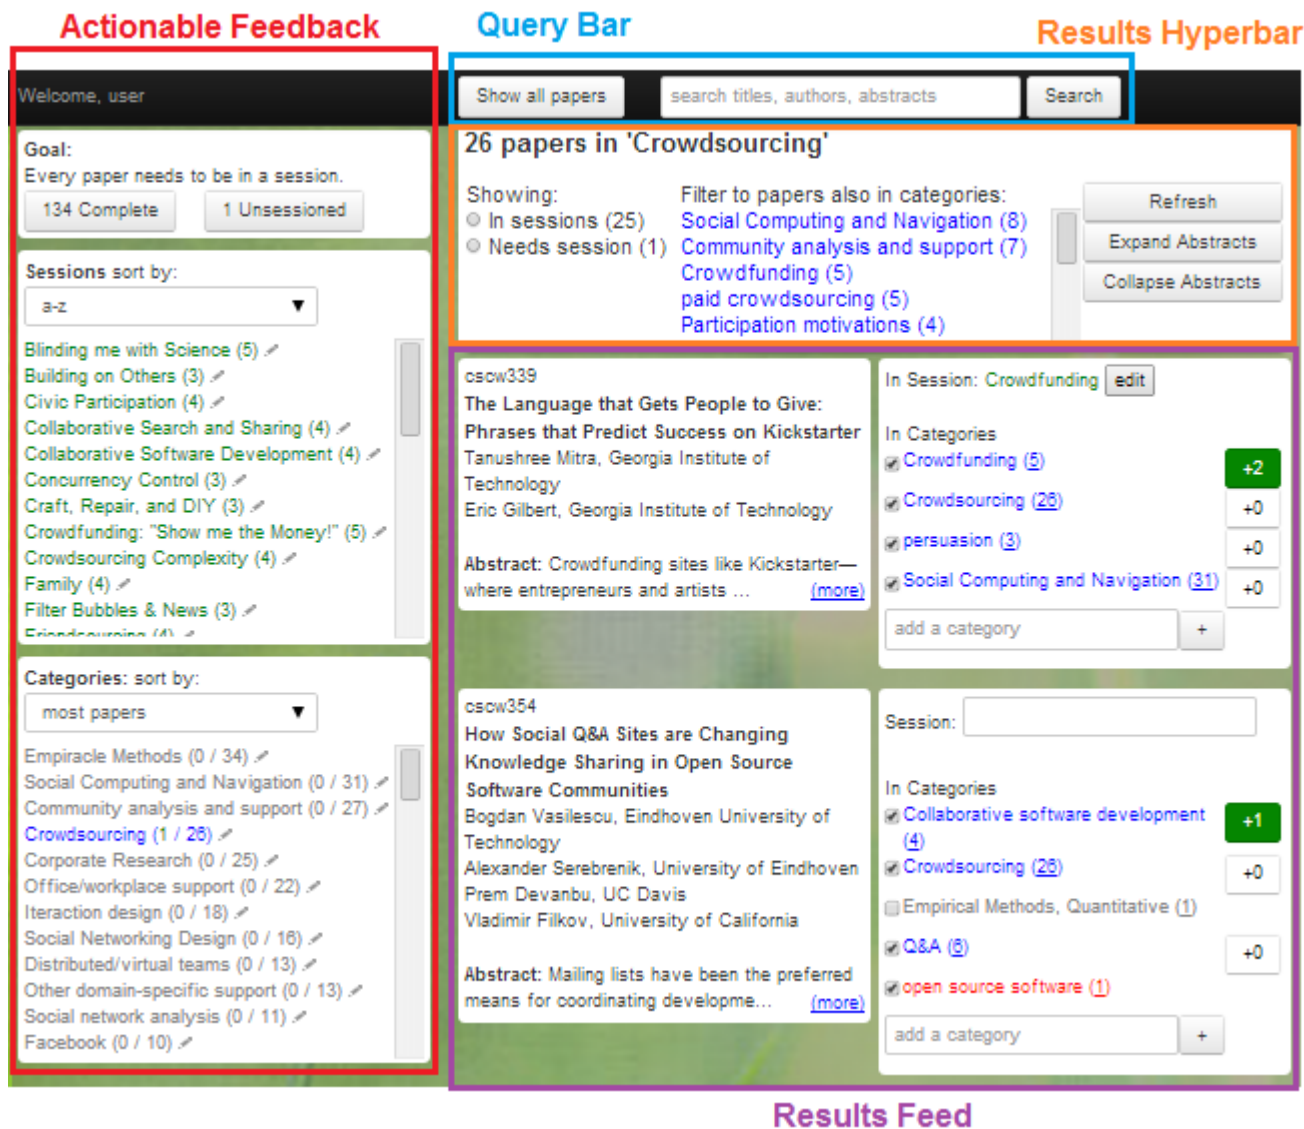 Actionable Feedback
Query Bar
Results Hyperbar
Welcome, user
Show all papers
search titles, authors, abstracts
Search
Goal:
Every paper needs to be in a session.
134 Complete
1 Unsessioned
Sessions sort by:
a-z
Blinding me with Science (5)
Building on Others (3)
Civic Participation (4)
Collaborative Search and Sharing (4)
Collaborative Software Development (4)
Concurrency Control (3)
Craft, Repair, and DIY (3)
Crowdfunding: "Show me the Money!" (5)
Crowdsourcing Complexity (4)
Family (4)
Filter Bubbles & News (3)
Friendsourcing (4)
Categories: sort by:
most papers
Empiracle Methods (0 / 34)
Social Computing and Navigation (0 / 31)
Community analysis and support (0 / 27)
Crowdsourcing (1 / 26)
Corporate Research (0 / 25)
Office/workplace support (0 / 22)
Iteraction design (0 / 18)
Social Networking Design (0 / 16)
Distributed/virtual teams (0 / 13)
Other domain-specific support (0 / 13)
Social network analysis (0 / 11)
Facebook (0 / 10)
26 papers in 'Crowdsourcing'
Showing:
In sessions (25)
Needs session (1)
Filter to papers also in categories:
Social Computing and Navigation (8)
Community analysis and support (7)
Crowdfunding (5)
paid crowdsourcing (5)
Participation motivations (4)
Refresh
Expand Abstracts
Collapse Abstracts
cscw339
The Language that Gets People to Give:
Phrases that Predict Success on Kickstarter
Tanushree Mitra, Georgia Institute of
Technology
Eric Gilbert, Georgia Institute of Technology
Abstract: Crowdfunding sites like Kickstarter—
where entrepreneurs and artists ... (more)
In Session: Crowdfunding edit
In Categories
Crowdfunding (5) +2
Crowdsourcing (26) +0
persuasion (3) +0
Social Computing and Navigation (31) +0
add a category +
cscw354
How Social Q&A Sites are Changing
Knowledge Sharing in Open Source
Software Communities
Bogdan Vasilescu, Eindhoven University of
Technology
Alexander Serebrenik, University of Eindhoven
Prem Devanbu, UC Davis
Vladimir Filkov, University of California
Abstract: Mailing lists have been the preferred
means for coordinating developme... (more)
Session:
In Categories
Collaborative software development +1
(4)
Crowdsourcing (26) +0
Empirical Methods, Quantitative (1)
Q&A (6) +0
open source software (1)
add a category +
Results Feed